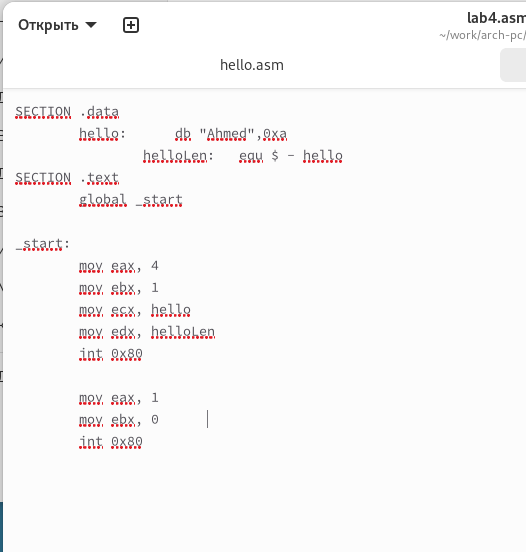 Открыть
lab4.asm
~/work/arch-pc/
hello.asm
SECTION .data
hello: db "Ahmed",0xa
helloLen: equ $ - hello
SECTION .text
global _start
_start:
mov eax, 4
mov ebx, 1
mov ecx, hello
mov edx, helloLen
int 0x80
mov eax, 1
mov ebx, 0
int 0x80